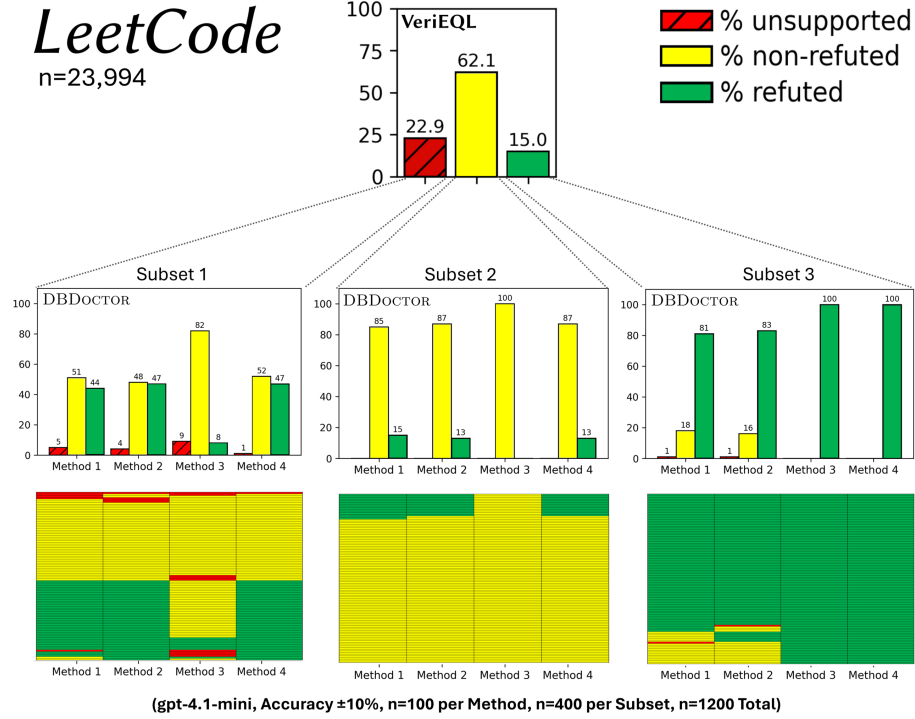 LeetCode
n=23,994
VeriEQL
100
75
50
25
0
22.9
62.1
15.0
% unsupported
% non-refuted
% refuted
Subset 1
DBDOCTOR
100
80
60
40
20
0
5
51
44
4
48
47
9
82
8
1
52
47
Method 1 Method 2 Method 3 Method 4
Subset 2
DBDOCTOR
100
80
60
40
20
0
85
15
87
13
100
87
13
Method 1 Method 2 Method 3 Method 4
Subset 3
DBDOCTOR
100
80
60
40
20
0
1
18
81
1
16
83
100
100
Method 1 Method 2 Method 3 Method 4
Method 1 Method 2 Method 3 Method 4
Method 1 Method 2 Method 3 Method 4
Method 1 Method 2 Method 3 Method 4
(gpt-4.1-mini, Accuracy ±10%, n=100 per Method, n=400 per Subset, n=1200 Total)